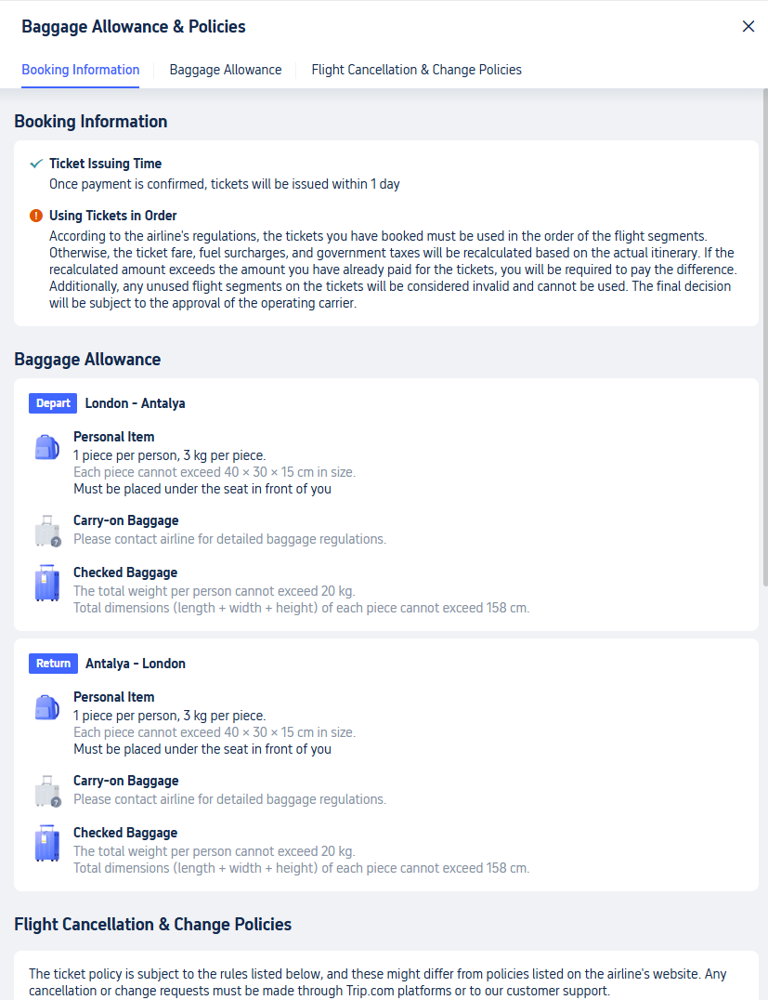 Baggage Allowance & Policies
Booking Information
Baggage Allowance
Flight Cancellation & Change Policies
Booking Information
Ticket Issuing Time
Once payment is confirmed, tickets will be issued within 1 day
Using Tickets in Order
According to the airline's regulations, the tickets you have booked must be used in the order of the flight segments.
Otherwise, the ticket fare, fuel surcharges, and government taxes will be recalculated based on the actual itinerary. If the
recalculated amount exceeds the amount you have already paid for the tickets, you will be required to pay the difference.
Additionally, any unused flight segments on the tickets will be considered invalid and cannot be used. The final decision
will be subject to the approval of the operating carrier.
Baggage Allowance
Depart London - Antalya
Personal Item
1 piece per person, 3 kg per piece.
Each piece cannot exceed 40 × 30 × 15 cm in size.
Must be placed under the seat in front of you
Carry-on Baggage
Please contact airline for detailed baggage regulations.
Checked Baggage
The total weight per person cannot exceed 20 kg.
Total dimensions (length + width + height) of each piece cannot exceed 158 cm.
Return Antalya - London
Personal Item
1 piece per person, 3 kg per piece.
Each piece cannot exceed 40 × 30 × 15 cm in size.
Must be placed under the seat in front of you
Carry-on Baggage
Please contact airline for detailed baggage regulations.
Checked Baggage
The total weight per person cannot exceed 20 kg.
Total dimensions (length + width + height) of each piece cannot exceed 158 cm.
Flight Cancellation & Change Policies
The ticket policy is subject to the rules listed below, and these might differ from policies listed on the airline's website. Any
cancellation or change requests must be made through Trip.com platforms or to our customer support.